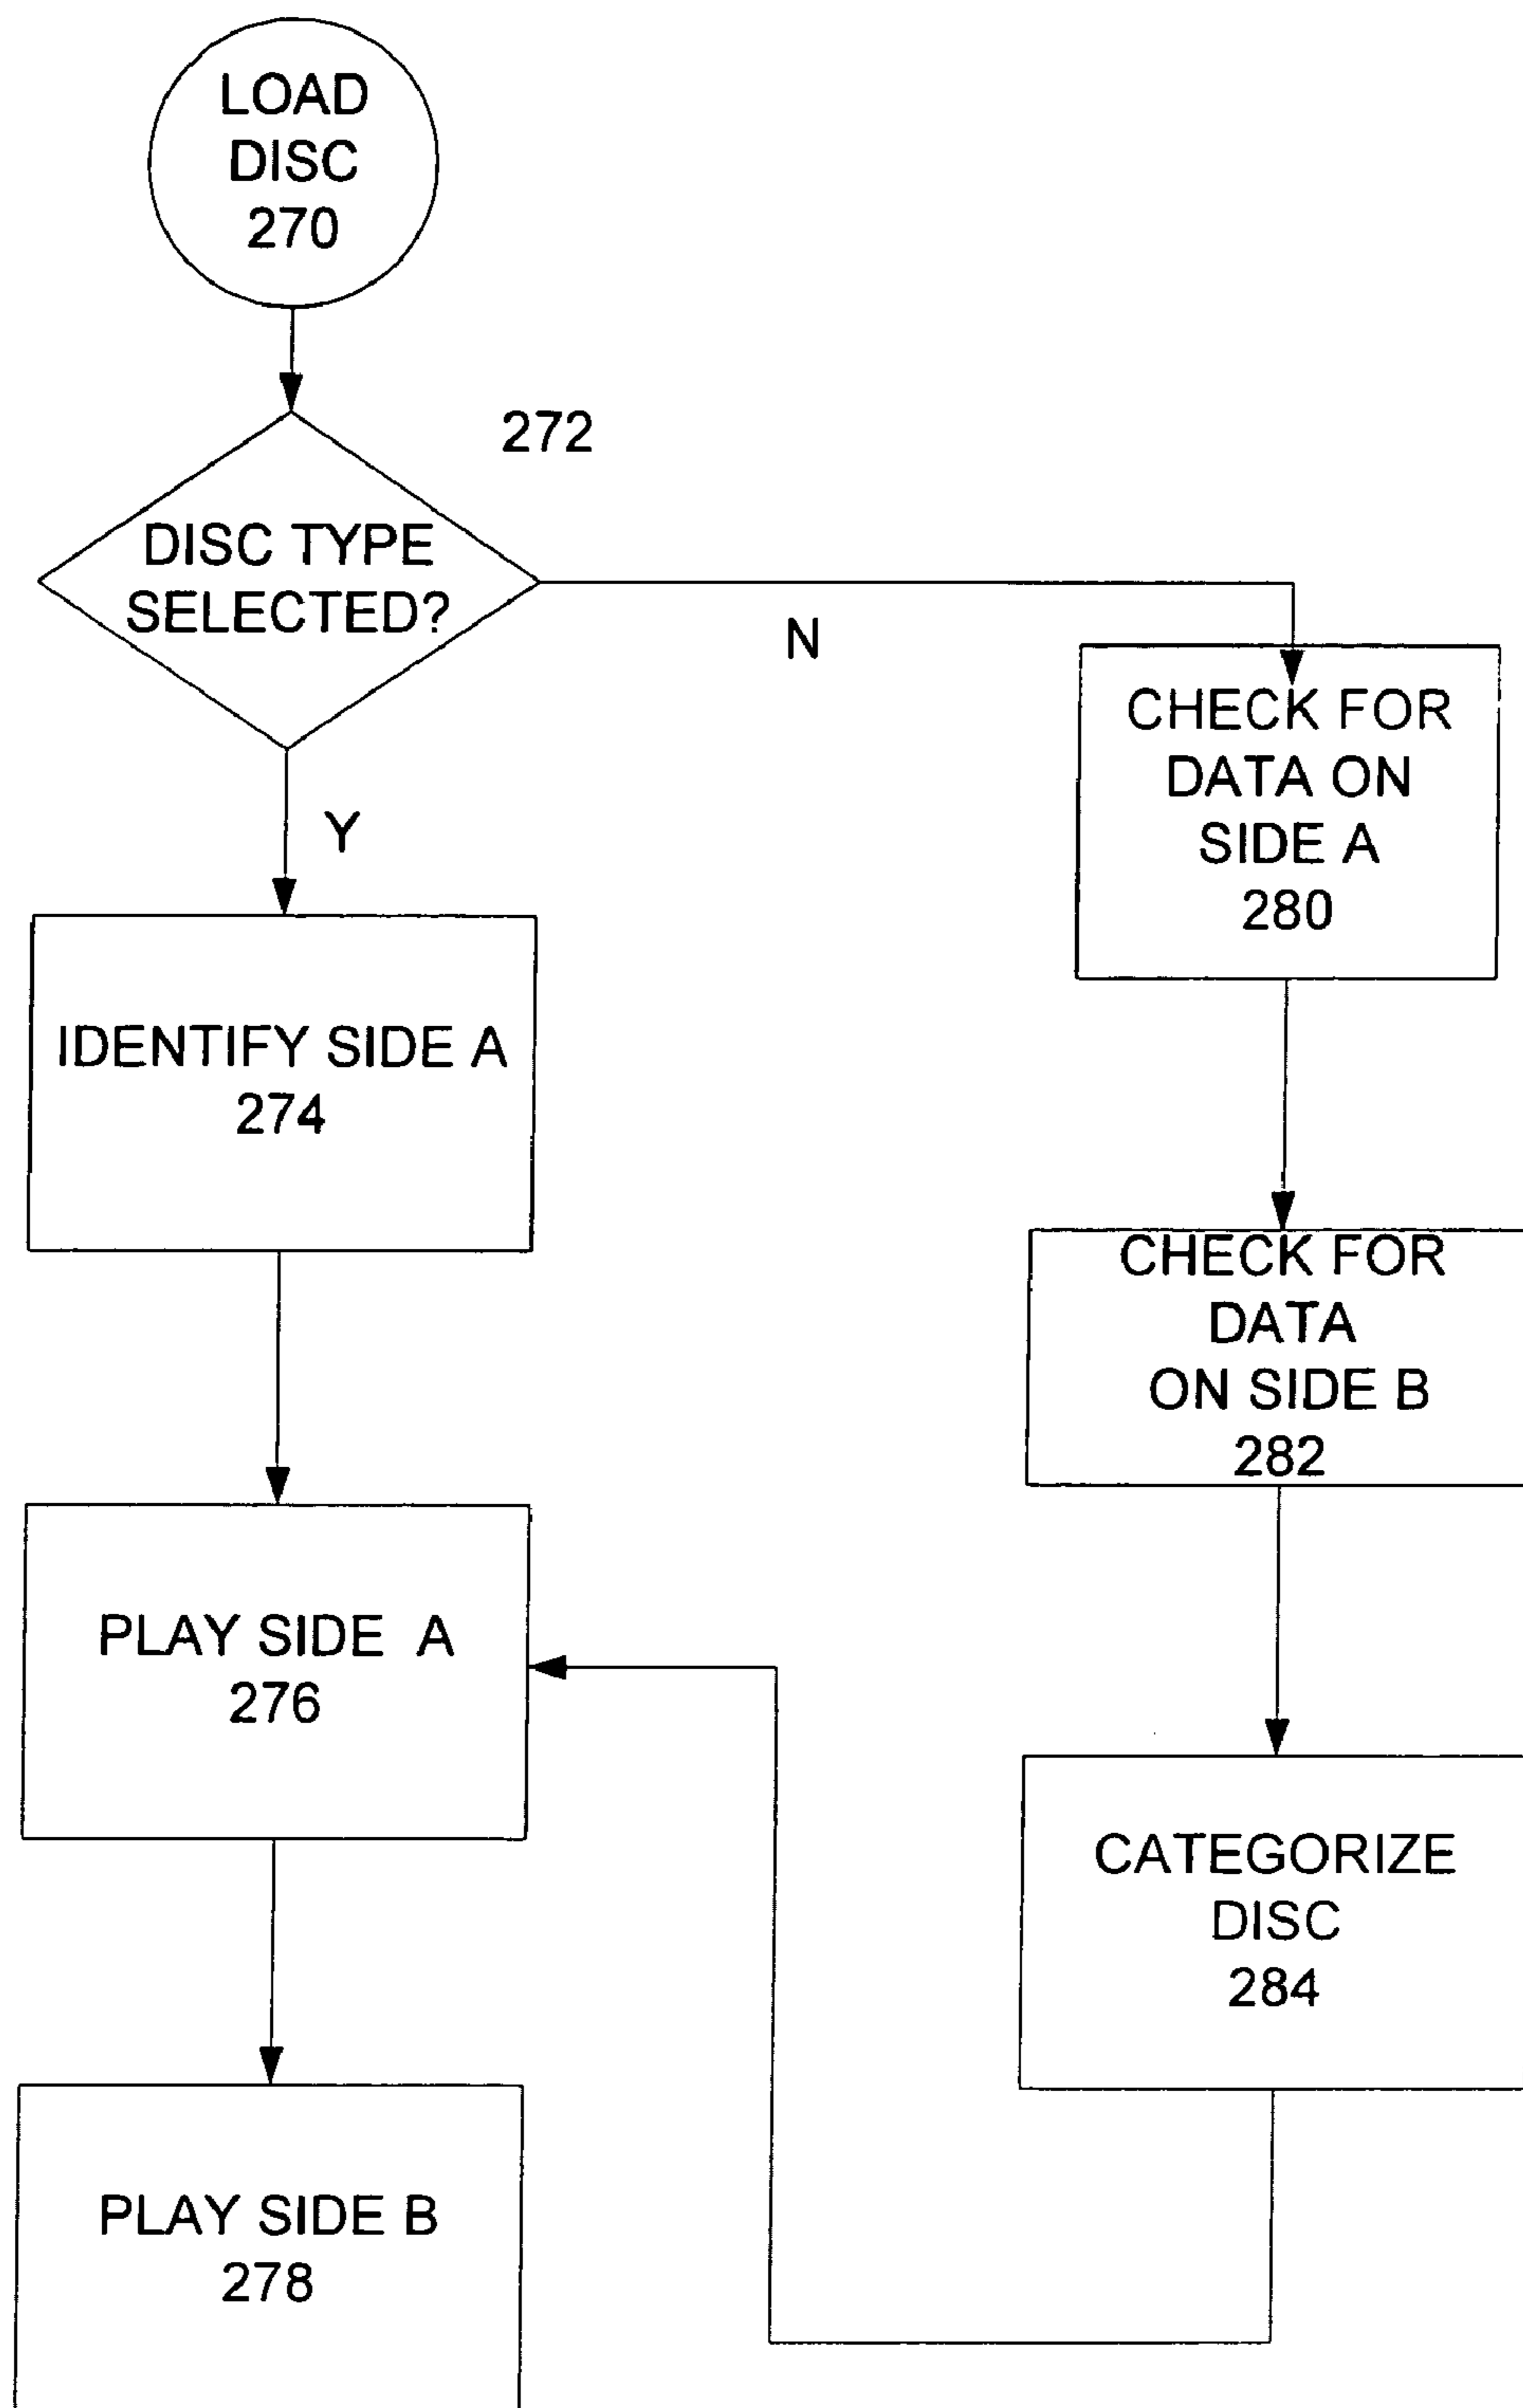 LOAD
DISC
270
272
DISC TYPE
SELECTED?
N
Y
CHECK FOR
DATA ON
SIDE A
280
IDENTIFY SIDE A
274
CHECK FOR
DATA
ON SIDE B
282
PLAY SIDE A
276
CATEGORIZE
DISC
284
PLAY SIDE B
278